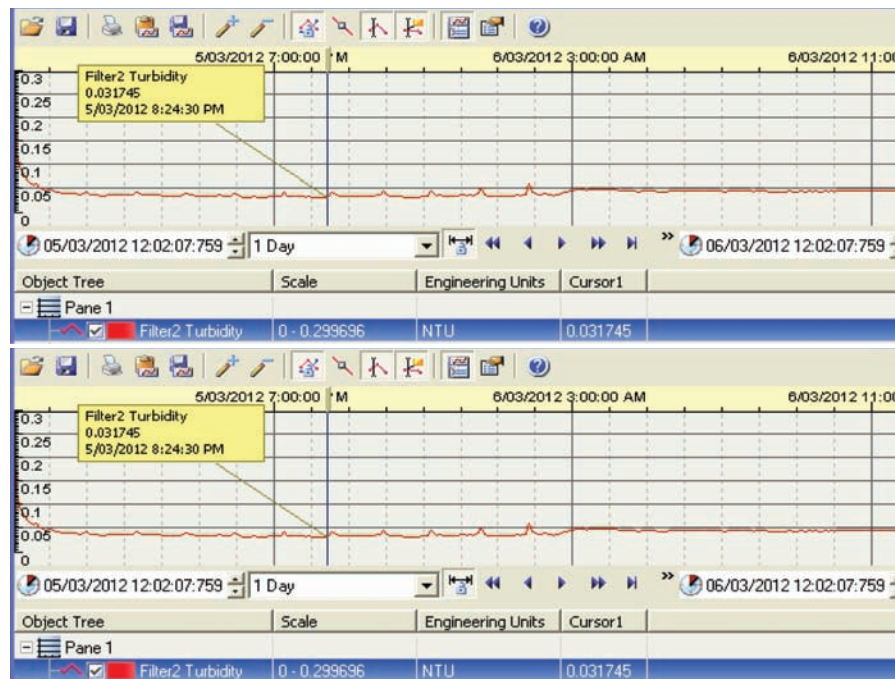 5/03/2012 7:00:00 PM 6/03/2012 3:00:00 AM 6/03/2012 11:00
0.3
0.25
0.2
0.15
0.1
0.05
0
Filter2 Turbidity
0.031745
5/03/2012 8:24:30 PM
05/03/2012 12:02:07:759 1 Day » 06/03/2012 12:02:07:759
Object Tree Scale Engineering Units Cursor1
Pane 1
Filter2 Turbidity 0 - 0.299696 NTU 0.031745
5/03/2012 7:00:00 PM 6/03/2012 3:00:00 AM 6/03/2012 11:00
0.3
0.25
0.2
0.15
0.1
0.05
0
Filter2 Turbidity
0.031745
5/03/2012 8:24:30 PM
05/03/2012 12:02:07:759 1 Day » 06/03/2012 12:02:07:759
Object Tree Scale Engineering Units Cursor1
Pane 1
Filter2 Turbidity 0 - 0.299696 NTU 0.031745